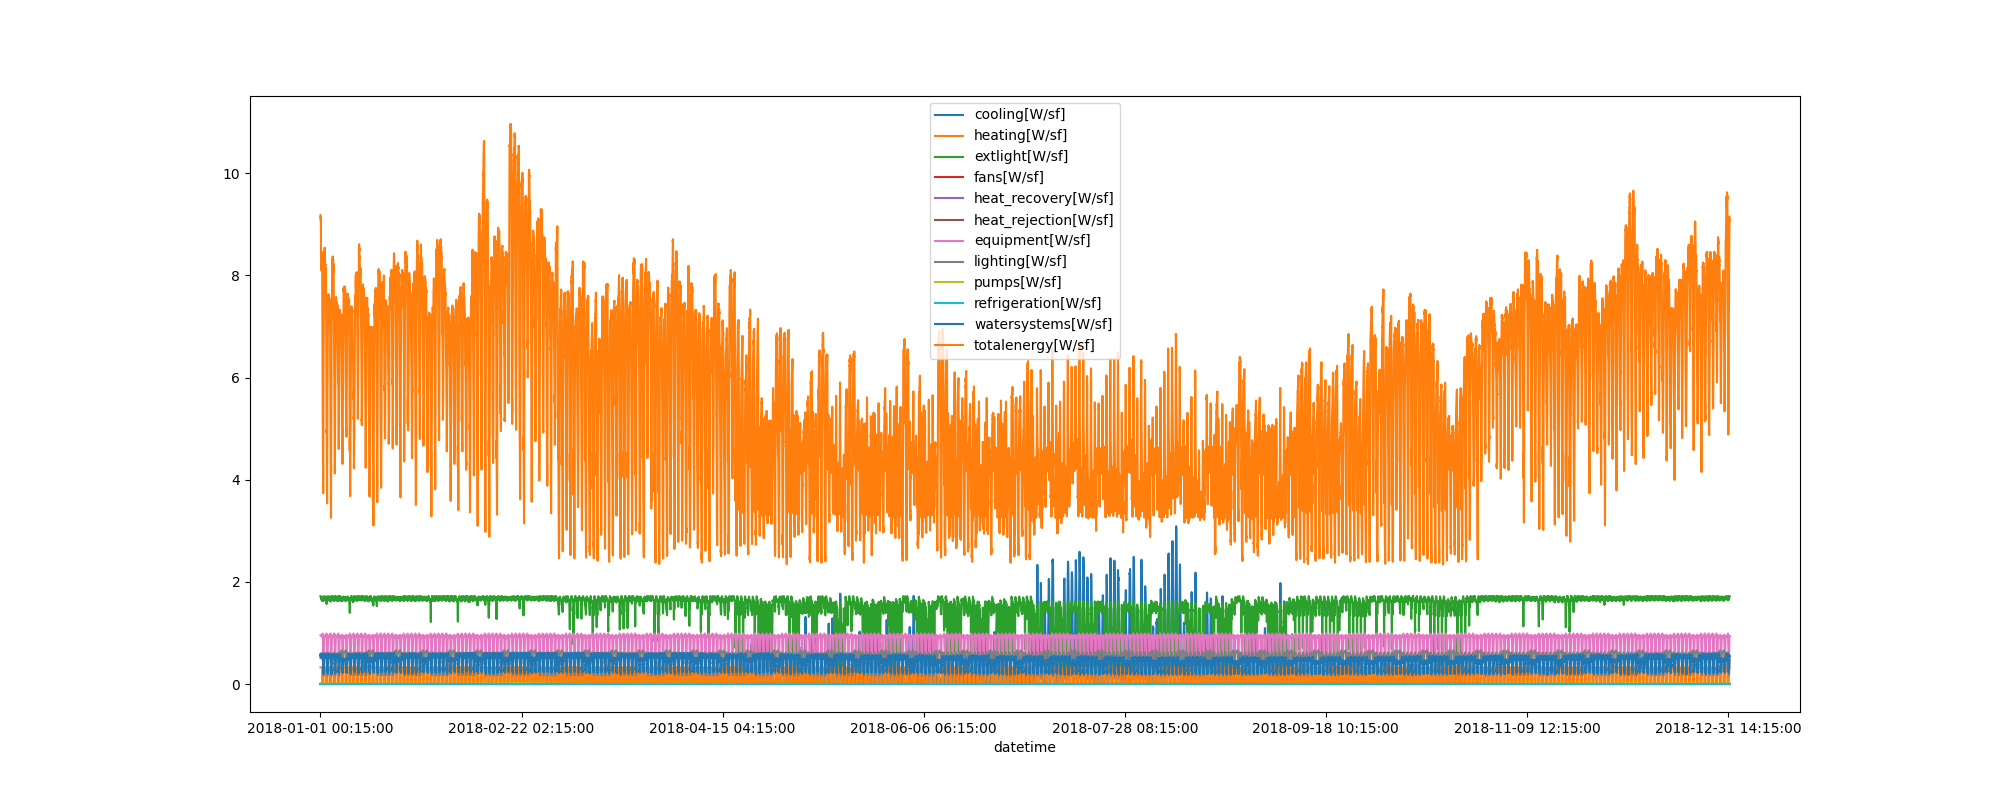 cooling[W/sf]
heating[W/sf]
extlight[W/sf]
fans[W/sf]
heat_recovery[W/sf]
heat_rejection[W/sf]
equipment[W/sf]
lighting[W/sf]
pumps[W/sf]
refrigeration[W/sf]
watersystems[W/sf]
totalenergy[W/sf]
10
8
6
4
2
0
2018-01-01 00:15:00 2018-02-22 02:15:00 2018-04-15 04:15:00 2018-06-06 06:15:00 2018-07-28 08:15:00 2018-09-18 10:15:00 2018-11-09 12:15:00 2018-12-31 14:15:00
datetime